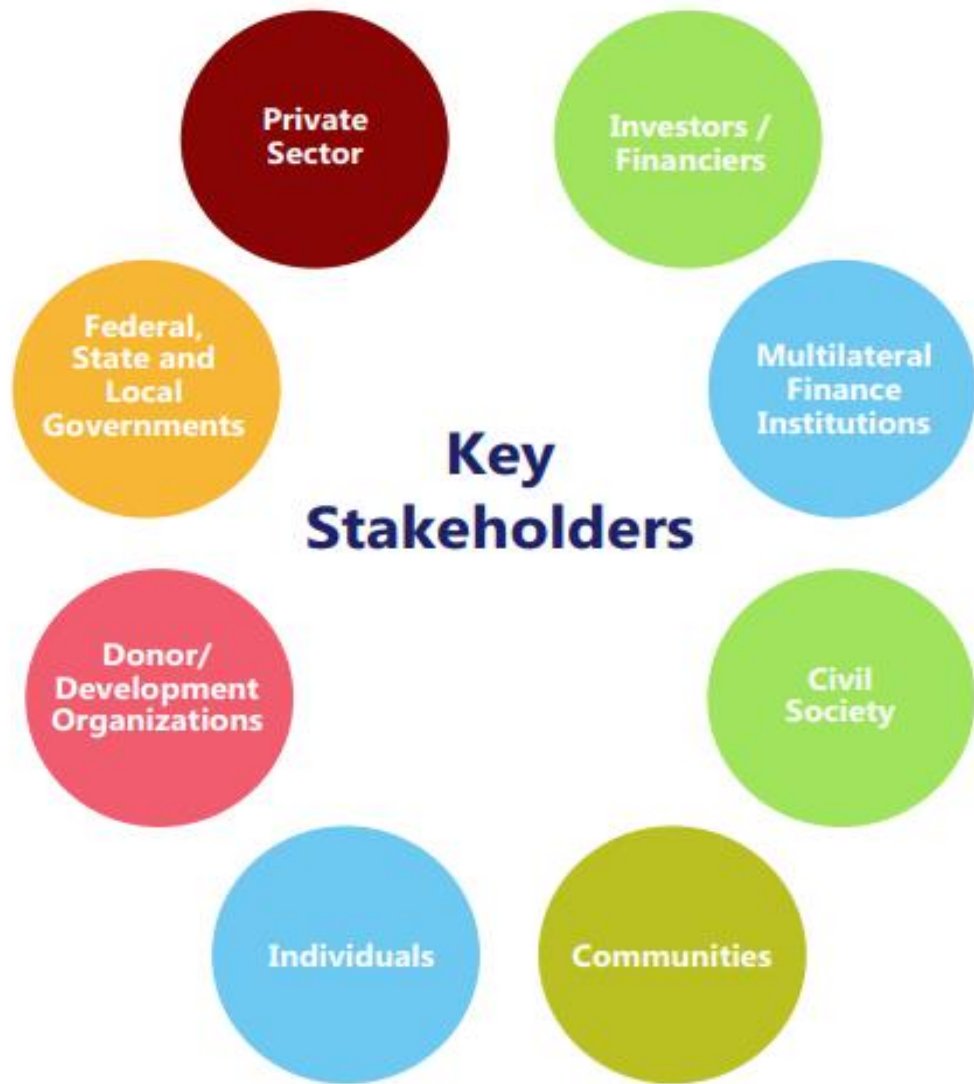 Private
Sector
Investors /
Financiers
Federal,
State and
Local
Governments
Multilateral
Finance
Institutions
Key
Stakeholders
Donor/
Development
Organizations
Civil
Society
Individuals
Communities